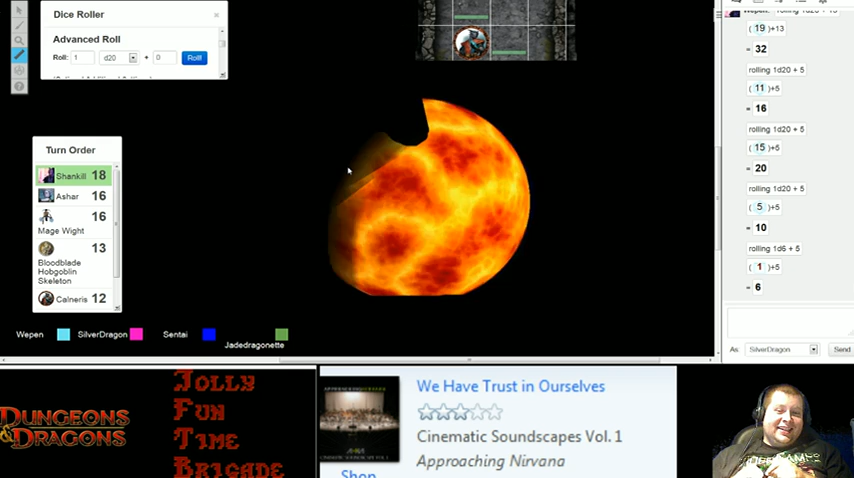 Dice Roller
×
Advanced Roll
Roll: 1 d20 + 0 Roll!
Turn Order
Shankill 18
Ashar 16
16
Mage Wight
13
Bloodblade
Hobgoblin
Skeleton
Calneris 12
Wepen SilverDragon Sentai
Jadedragonette
(19)+13
= 32
rolling 1d20 + 5
(11)+5
= 16
rolling 1d20 + 5
(15)+5
= 20
rolling 1d20 + 5
(5)+5
= 10
rolling 1d6 + 5
(1)+5
= 6
As: SilverDragon Send
DUNGEONS
& DRAGONS
Jolly
Fun
Time
Brigade
We Have Trust in Ourselves
Cinematic Soundscapes Vol. 1
Approaching Nirvana
Shop